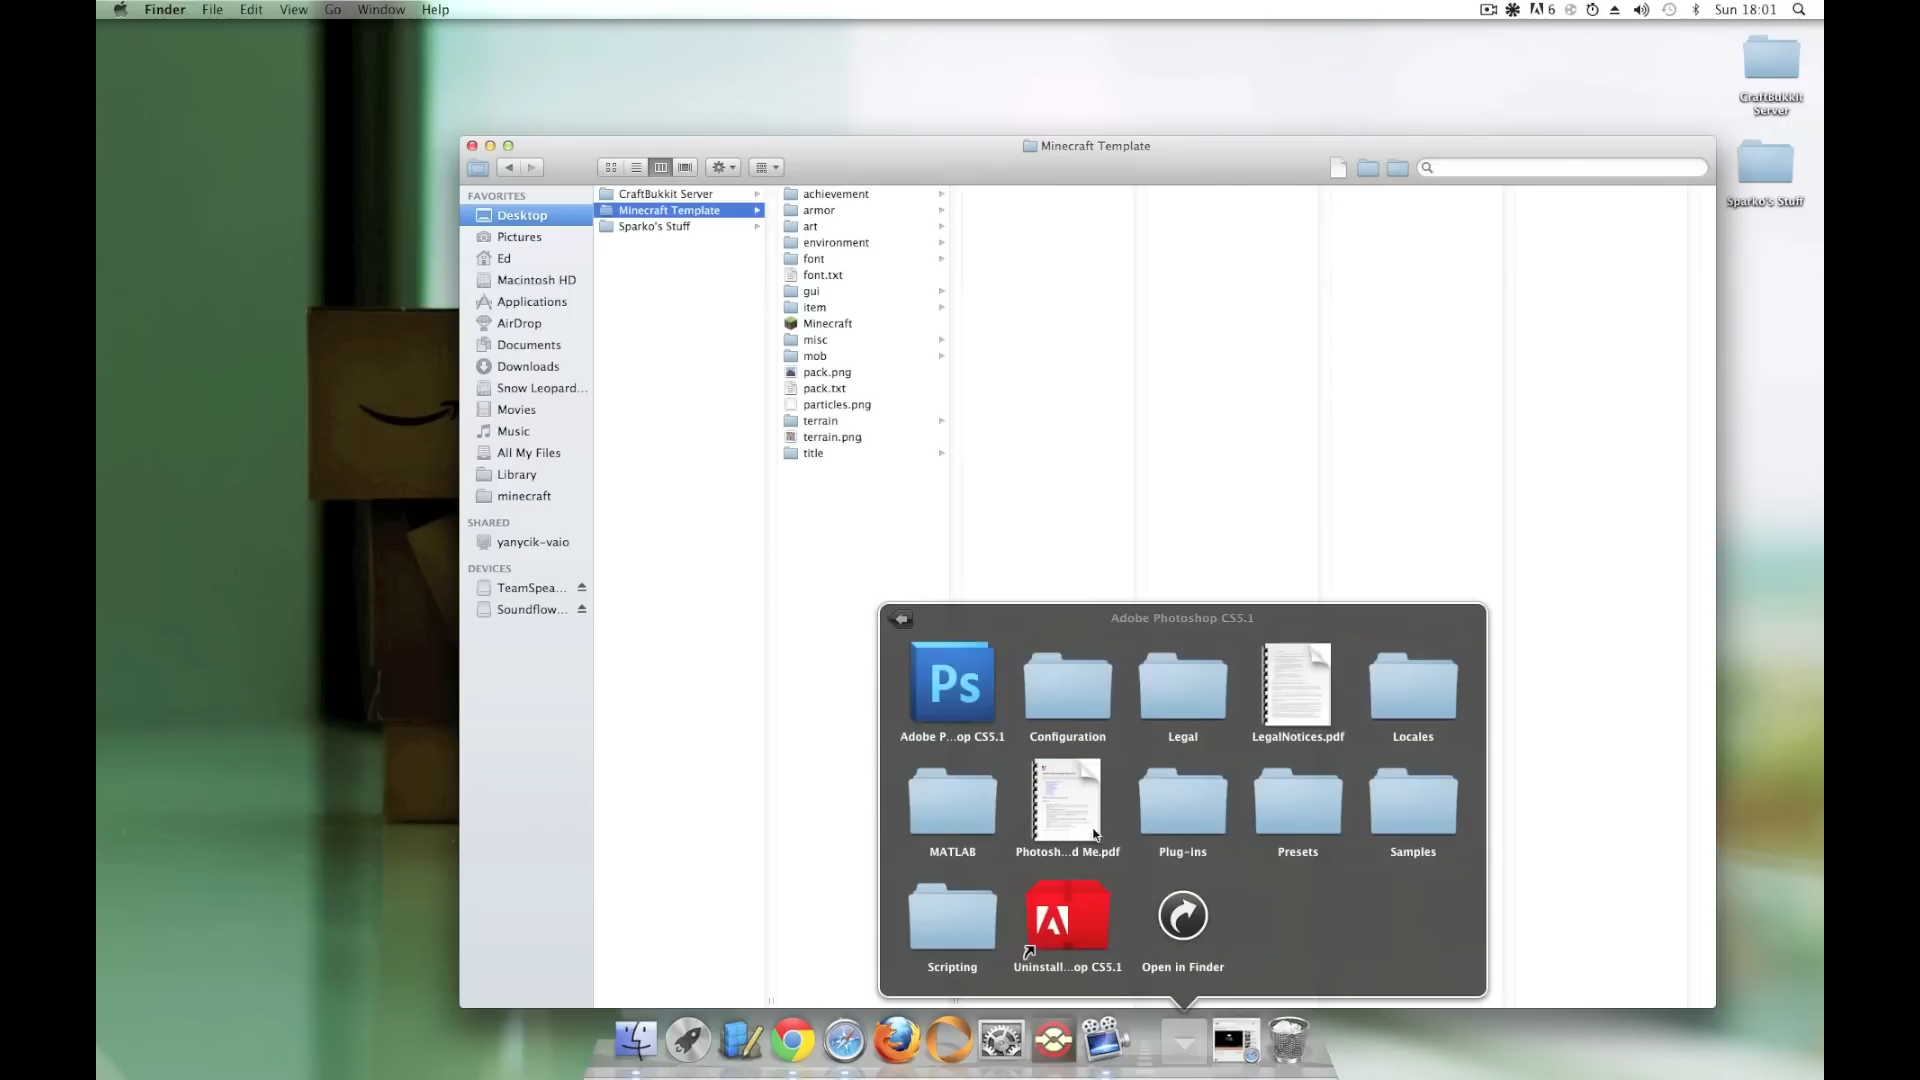 Finder File Edit View Go Window Help
6 Sun 18:01
CraftBukkit
Server
Sparko's Stuff
Minecraft Template
FAVORITES
Desktop
Pictures
Ed
Macintosh HD
Applications
AirDrop
Documents
Downloads
Snow Leopard...
Movies
Music
All My Files
Library
minecraft
SHARED
yanycik-vaio
DEVICES
TeamSpea...
Soundflow...
CraftBukkit Server
Minecraft Template
Sparko's Stuff
achievement
armor
art
environment
font
font.txt
gui
item
Minecraft
misc
mob
pack.png
pack.txt
particles.png
terrain
terrain.png
title
Adobe Photoshop CS5.1
Ps
Adobe P...op CS5.1
Configuration
Legal
LegalNotices.pdf
Locales
MATLAB
Photosh...d Me.pdf
Plug-ins
Presets
Samples
Scripting
Uninstall...op CS5.1
Open in Finder